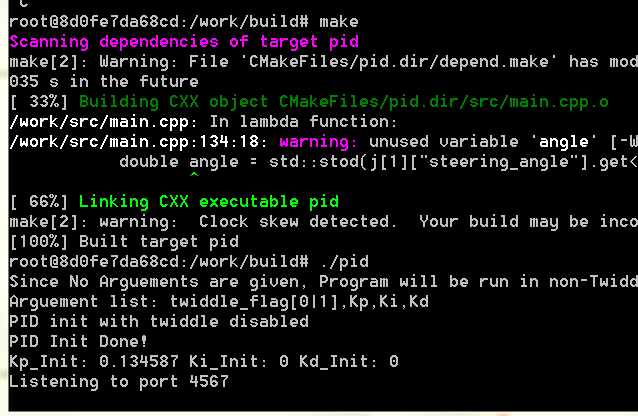 C
root@8d0fe7da68cd:/work/build# make
Scanning dependencies of target pid
make[2]: Warning: File 'CMakeFiles/pid.dir/depend.make' has mod
035 s in the future
[ 33%] Building CXX object CMakeFiles/pid.dir/src/main.cpp.o
/work/src/main.cpp: In lambda function:
/work/src/main.cpp:134:18: warning: unused variable 'angle' [-W
double angle = std::stod(j[1]["steering_angle"].get<
^
[ 66%] Linking CXX executable pid
make[2]: warning:  Clock skew detected.  Your build may be inco
[100%] Built target pid
root@8d0fe7da68cd:/work/build# ./pid
Since No Arguements are given, Program will be run in non-Twidd
Arguement list: twiddle_flag[0|1],Kp,Ki,Kd
PID init with twiddle disabled
PID Init Done!
Kp_Init: 0.134587 Ki_Init: 0 Kd_Init: 0
Listening to port 4567